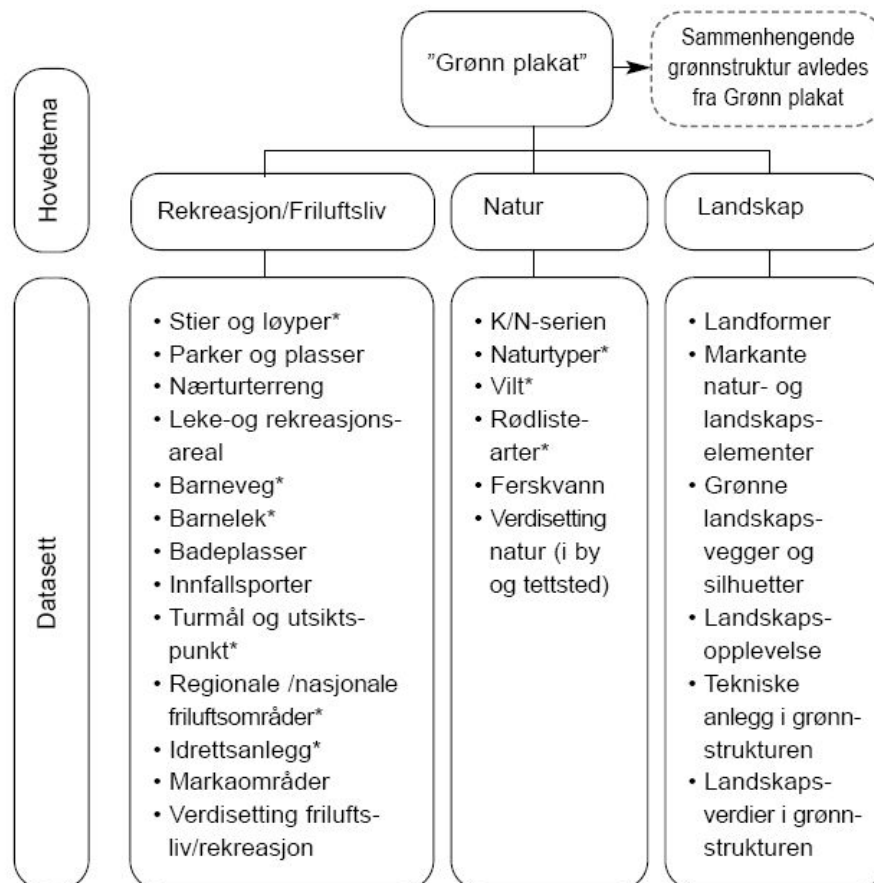 "Grønn plakat"
Sammenhengende
grønnstruktur avledes
fra Grønn plakat
Hovedtema
Rekreasjon/Friluftsliv
Natur
Landskap
Datasett
• Stier og løyper*
• Parker og plasser
• Nærturterreng
• Leke-og rekreasjons-
areal
• Barneveg*
• Barnelek*
• Badeplasser
• Innfallsporter
• Turmål og utsikts-
punkt*
• Regionale /nasjonale
friluftsområder*
• Idrettsanlegg*
• Markaområder
• Verdisetting frilufts-
liv/rekreasjon
• K/N-serien
• Naturtyper*
• Vilt*
• Rødliste-
arter*
• Ferskvann
• Verdisetting
natur (i by
og tettsted)
• Landformer
• Markante
natur- og
landskaps-
elementer
• Grønne
landskaps-
vegger og
silhuetter
• Landskaps-
opplevelse
• Tekniske
anlegg i grønn-
strukturen
• Landskaps-
verdier i grønn-
strukturen